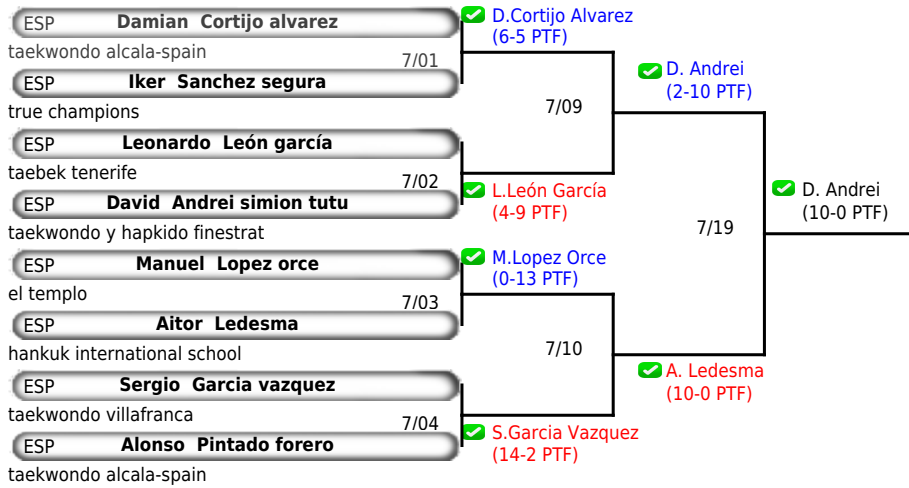 ESP Damian Cortijo alvarez
taekwondo alcala-spain
7/01
ESP Iker Sanchez segura
true champions
ESP Leonardo León garcía
taebek tenerife
7/02
ESP David Andrei simion tutu
taekwondo y hapkido finestrat
ESP Manuel Lopez orce
el templo
7/03
ESP Aitor Ledesma
hankuk international school
ESP Sergio Garcia vazquez
taekwondo villafranca
7/04
ESP Alonso Pintado forero
taekwondo alcala-spain
D.Cortijo Alvarez
(6-5 PTF)
7/09
L.León García
(4-9 PTF)
M.Lopez Orce
(0-13 PTF)
7/10
S.Garcia Vazquez
(14-2 PTF)
D. Andrei
(2-10 PTF)
7/19
A. Ledesma
(10-0 PTF)
D. Andrei
(10-0 PTF)